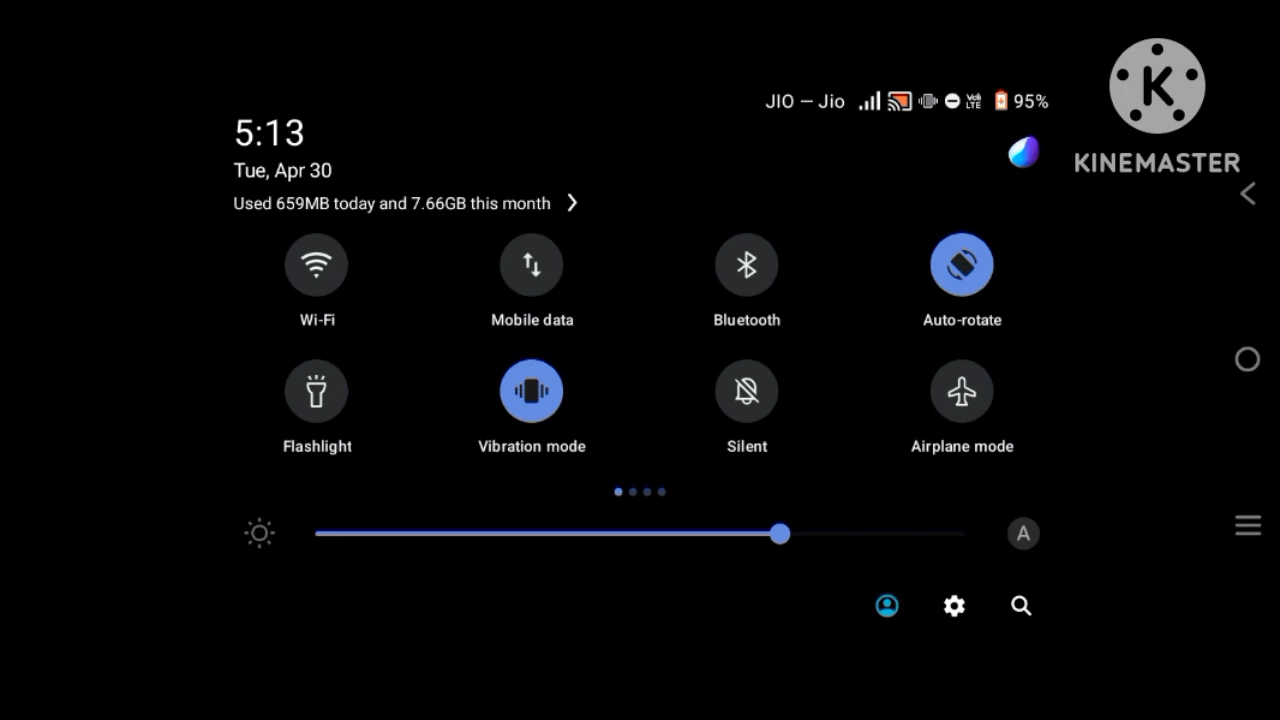 JIO — Jio VoLTE 95%
K
KINEMASTER
5:13
Tue, Apr 30
Used 659MB today and 7.66GB this month
Wi-Fi Mobile data Bluetooth Auto-rotate
Flashlight Vibration mode Silent Airplane mode
A